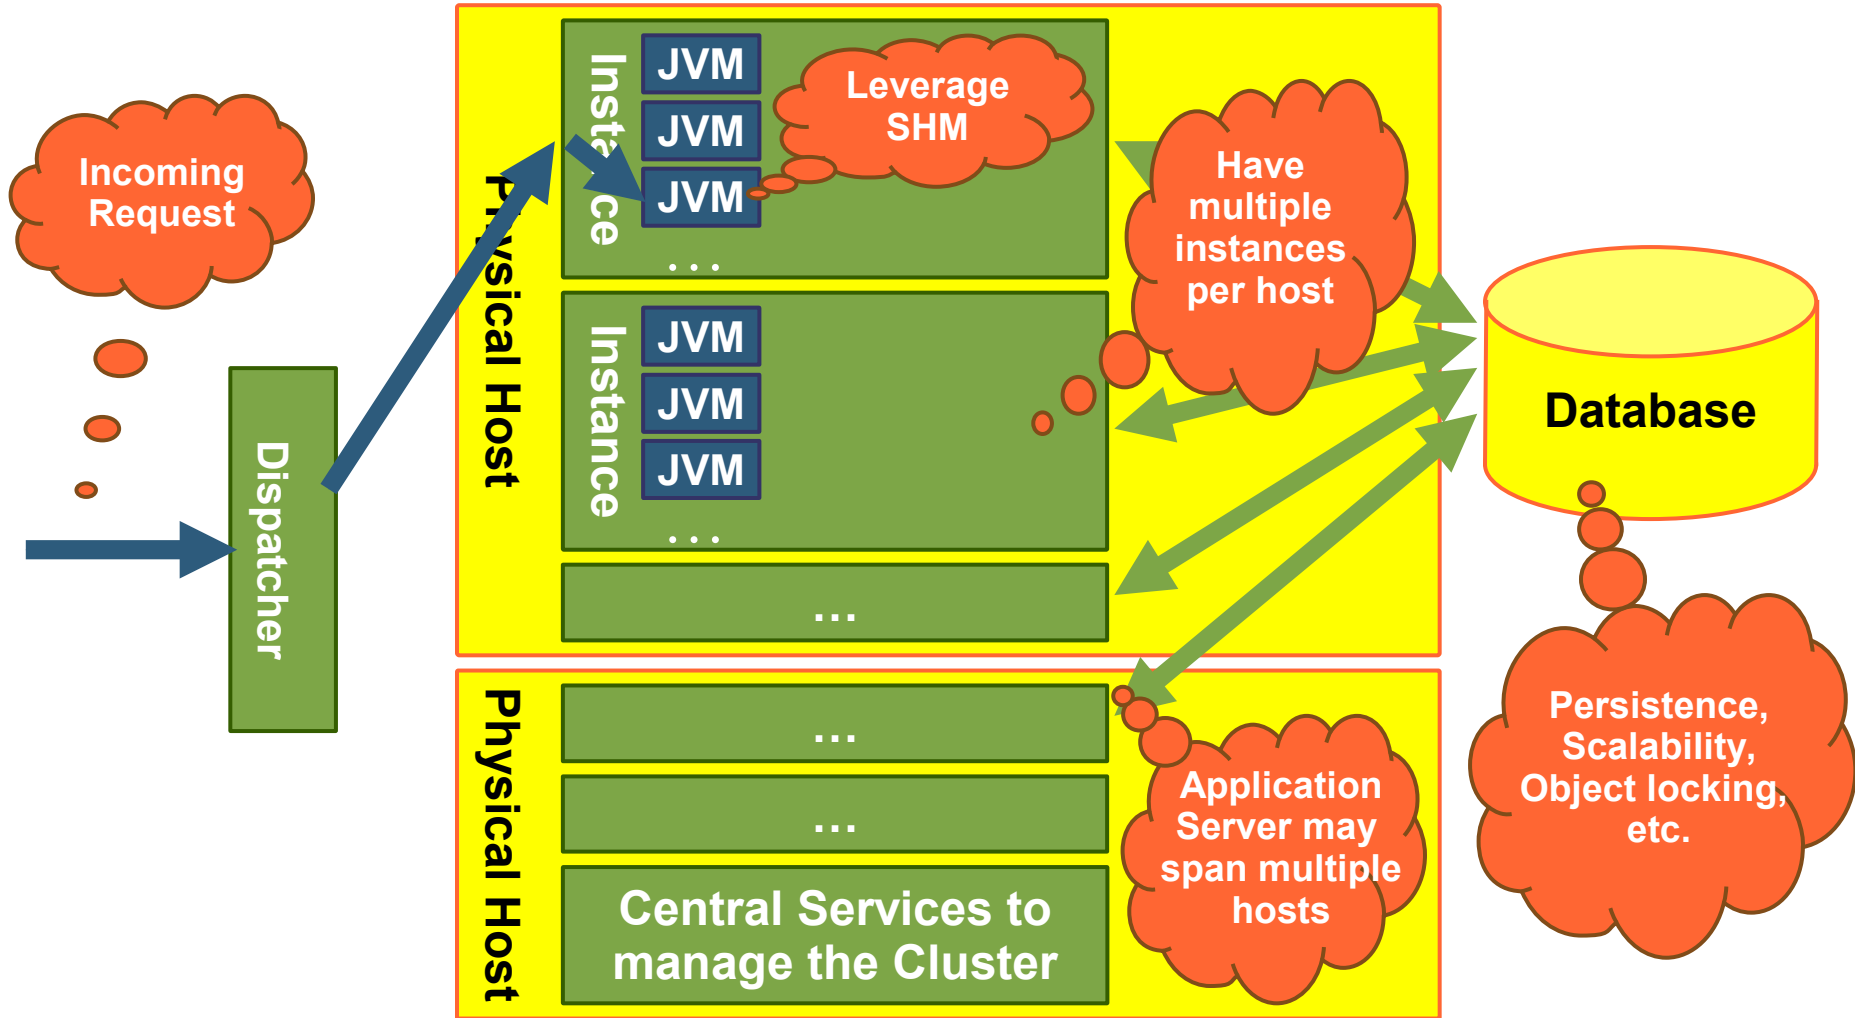 Incoming
Request
Dispatcher
Physical Host
Instance
JVM
JVM
JVM
...
Leverage
SHM
Instance
JVM
JVM
JVM
...
...
Have
multiple
instances
per host
Database
Physical Host
...
...
Central Services to
manage the Cluster
Application
Server may
span multiple
hosts
Persistence,
Scalability,
Object locking,
etc.